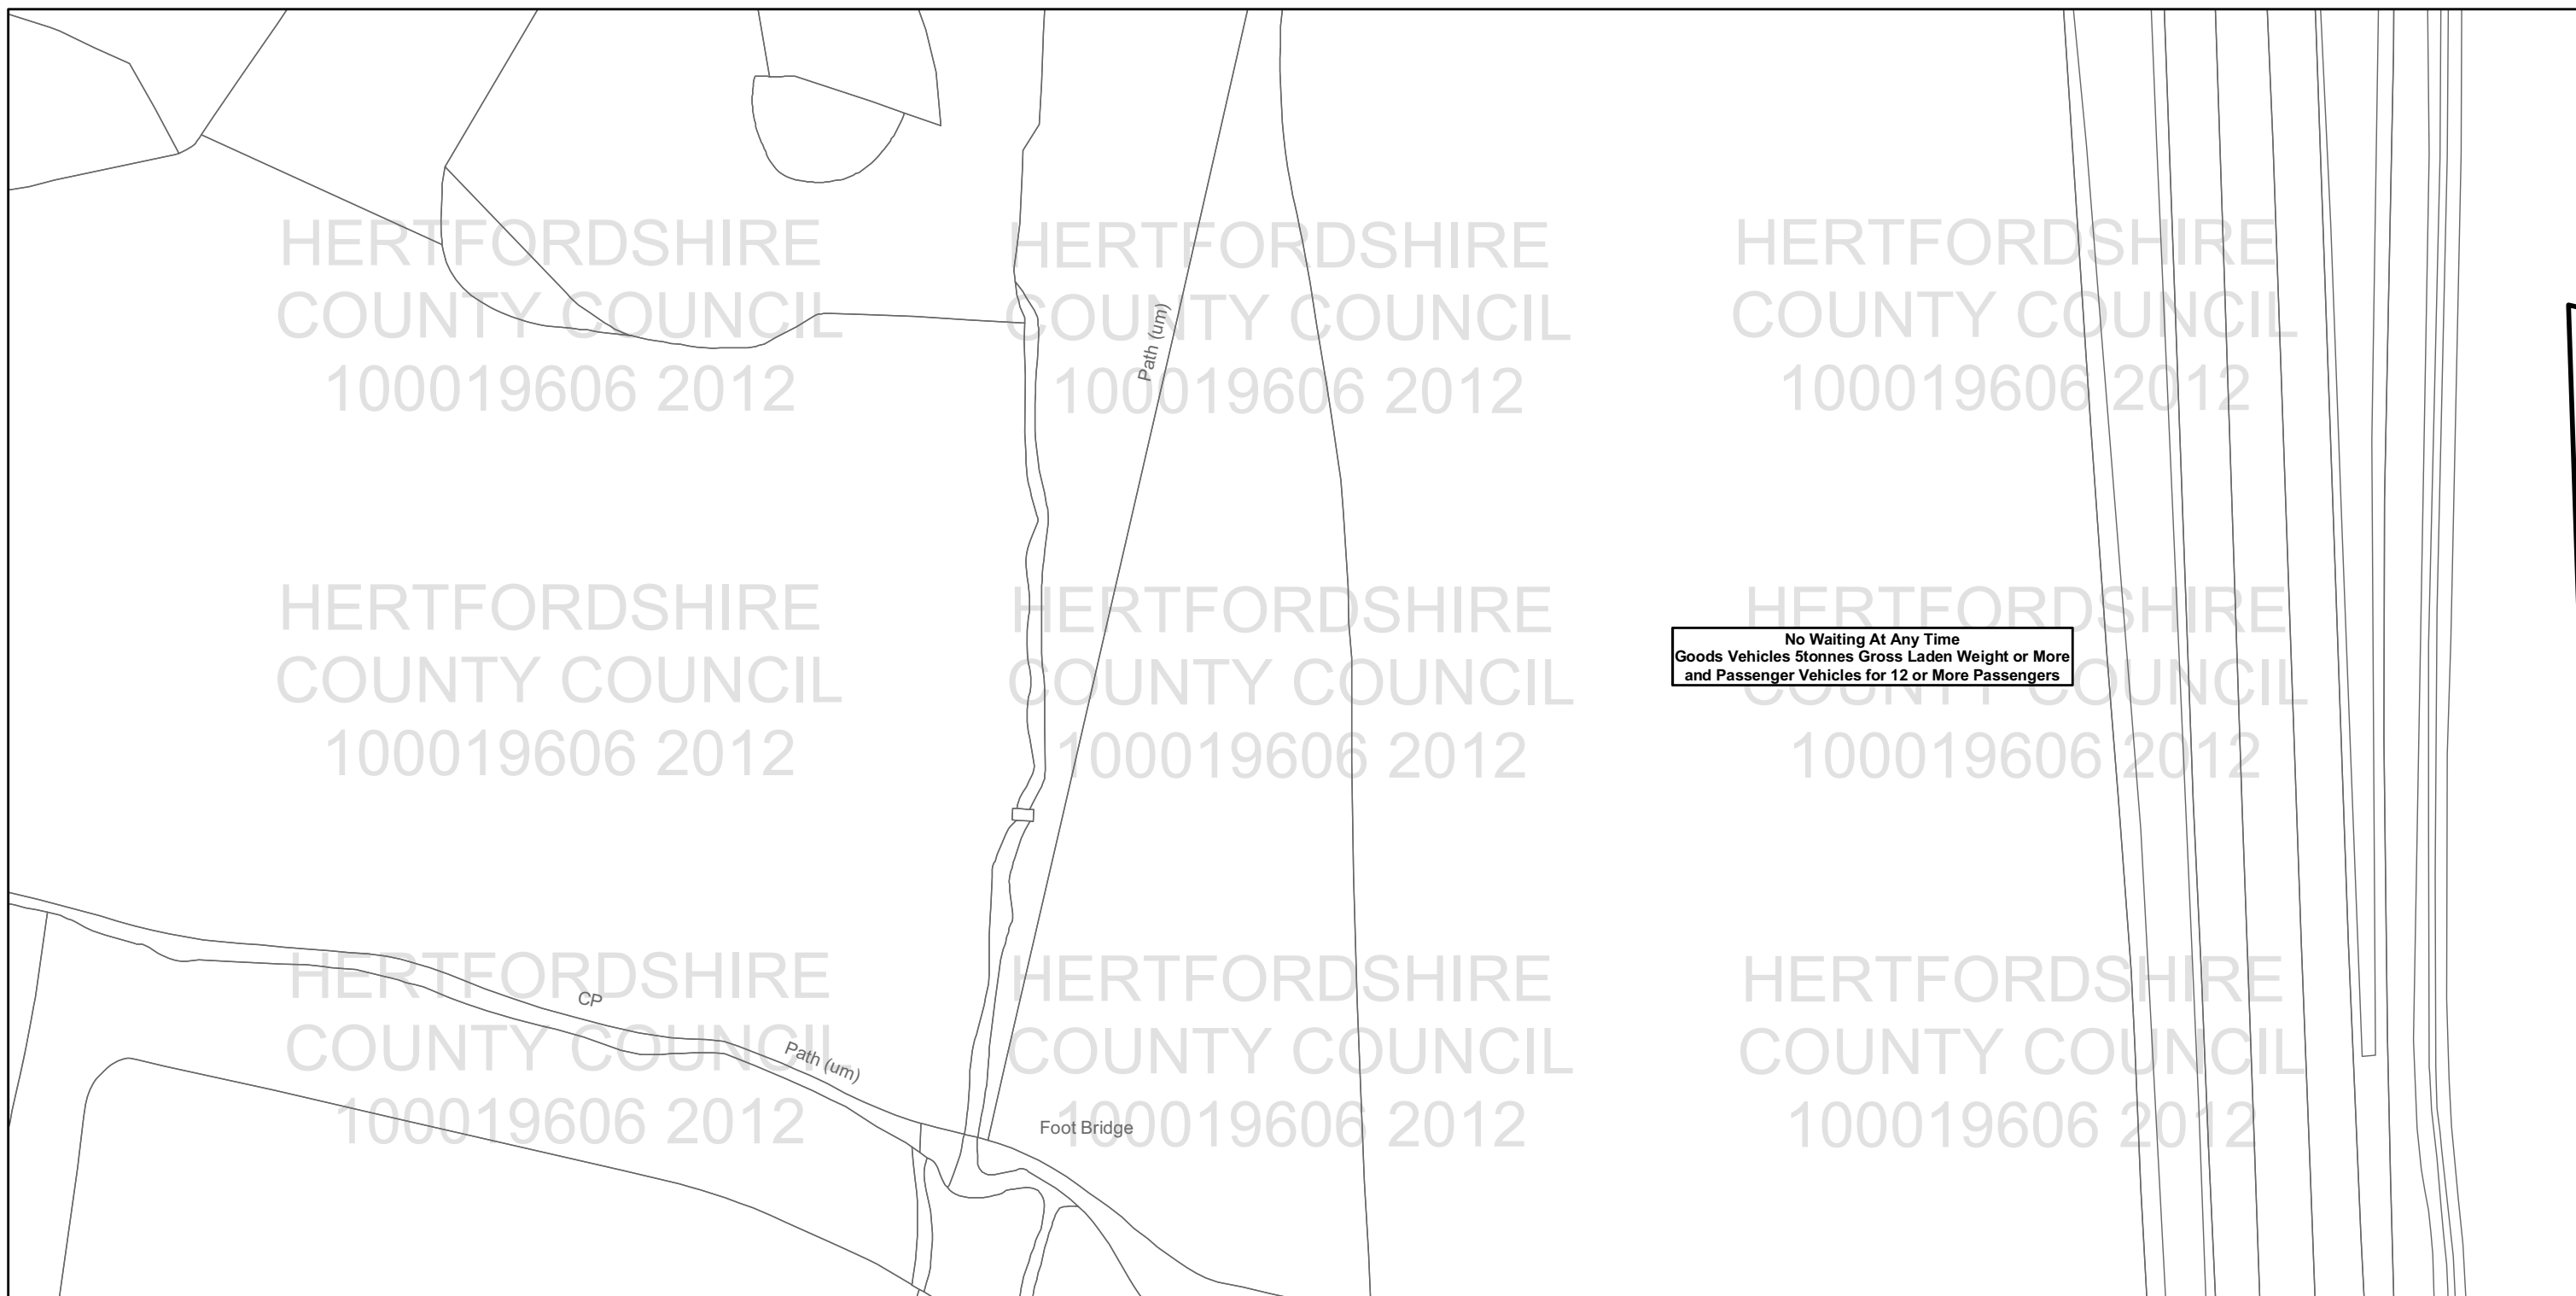 HERTFORDSHIRE
COUNTY COUNCIL
100019606 2012
HERTFORDSHIRE
COUNTY COUNCIL
100019606 2012
HERTFORDSHIRE
COUNTY COUNCIL
100019606 2012
Path (um)
HERTFORDSHIRE
COUNTY COUNCIL
100019606 2012
HERTFORDSHIRE
COUNTY COUNCIL
100019606 2012
HERTFORDSHIRE
COUNTY COUNCIL
100019606 2012
No Waiting At Any Time
Goods Vehicles 5tonnes Gross Laden Weight or More
and Passenger Vehicles for 12 or More Passengers
HERTFORDSHIRE
COUNTY COUNCIL
100019606 2012
HERTFORDSHIRE
COUNTY COUNCIL
100019606 2012
HERTFORDSHIRE
COUNTY COUNCIL
100019606 2012
CP
Path (um)
Foot Bridge